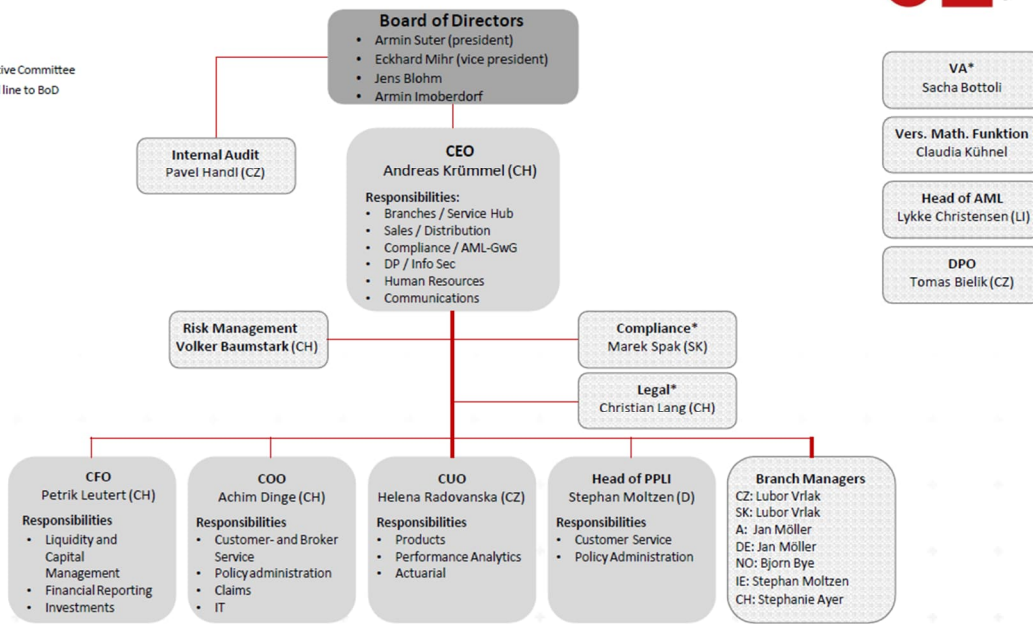 Board of Directors
• Armin Suter (president)
• Eckhard Mihr (vice president)
• Jens Blohm
• Armin Imoberdorf
Committee
line to BoD
VA*
Sacha Bottoli
Internal Audit
Pavel Handl (CZ)
CEO
Andreas Krümmel (CH)
Responsibilities:
• Branches / Service Hub
• Sales / Distribution
• Compliance / AML-GwG
• DP / Info Sec
• Human Resources
• Communications
Vers. Math. Funktion
Claudia Kühnel
Head of AML
Lykke Christensen (LI)
DPO
Tomas Bielik (CZ)
Risk Management
Volker Baumstark (CH)
Compliance*
Marek Spak (SK)
Legal*
Christian Lang (CH)
CFO
Petrik Leutert (CH)
Responsibilities
• Liquidity and
Capital
Management
• Financial Reporting
• Investments
COO
Achim Dinge (CH)
Responsibilities
• Customer- and Broker
Service
• Policy administration
• Claims
• IT
CUO
Helena Radovanska (CZ)
Responsibilities
• Products
• Performance Analytics
• Actuarial
Head of PPLI
Stephan Moltzen (D)
Responsibilities
• Customer Service
• Policy Administration
Branch Managers
CZ: Lubor Vrlak
SK: Lubor Vrlak
A: Jan Möller
DE: Jan Möller
NO: Bjorn Bye
IE: Stephan Moltzen
CH: Stephanie Ayer